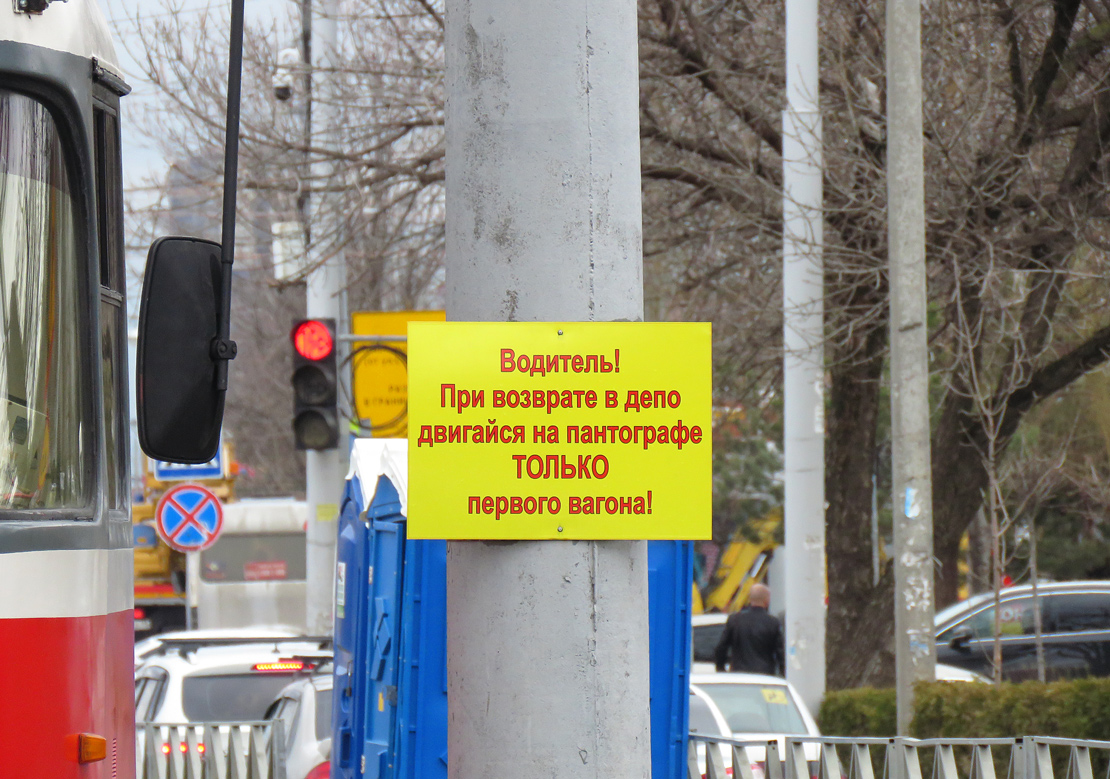 Водитель!
При возврате в депо
двигайся на пантографе
ТОЛЬКО
первого вагона!